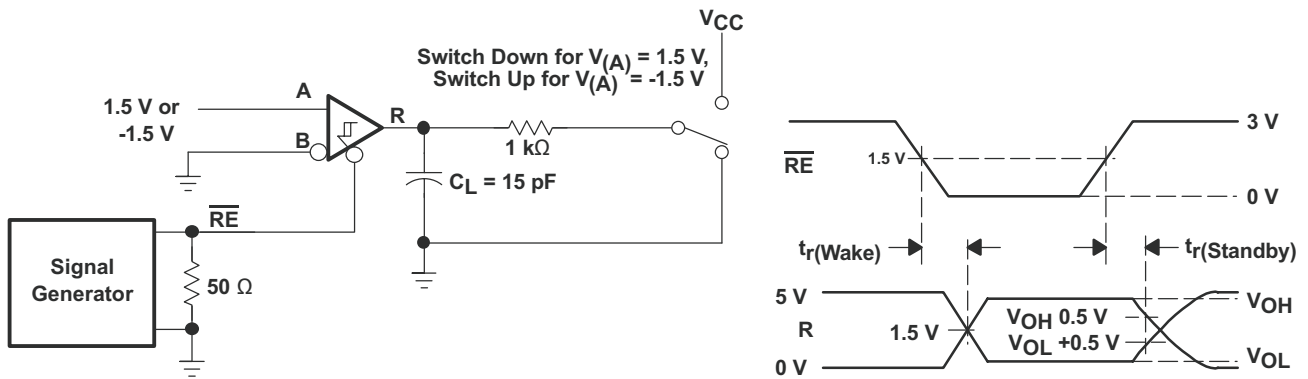 VCC
Switch Down for V(A) = 1.5 V,
Switch Up for V(A) = -1.5 V
A
1.5 V or
-1.5 V
B
R
1 kΩ
CL = 15 pF
RE
Signal
Generator
50 Ω
3 V
1.5 V
RE
0 V
tr(Wake)
tr(Standby)
5 V
VOH
R
1.5 V
VOH 0.5 V
VOL +0.5 V
0 V
VOL